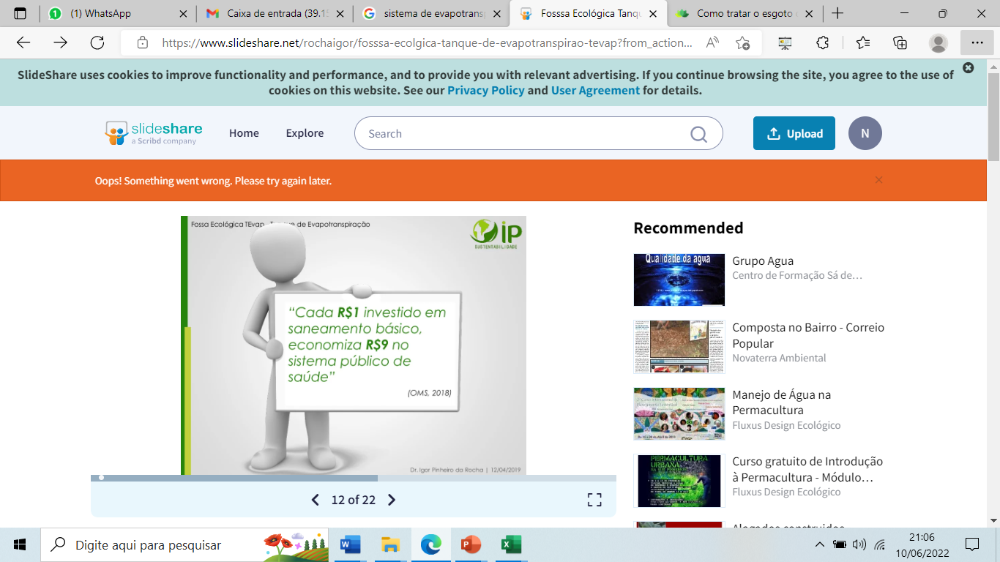 (1) WhatsApp
Caixa de entrada (39.15
sistema de evapotransp
Fosssa Ecológica Tanqu
Como tratar o esgoto
https://www.slideshare.net/rochaigor/fosssa-ecolgica-tanque-de-evapotranspirao-tevap?from_action...
SlideShare uses cookies to improve functionality and performance, and to provide you with relevant advertising. If you continue browsing the site, you agree to the use of
cookies on this website. See our Privacy Policy and User Agreement for details.
slideshare
a Scribd company
Home
Explore
Search
Upload
N
Oops! Something went wrong. Please try again later.
Fossa Ecológica TEvap - Tanque de Evapotranspiração
iP
SUSTENTABILIDADE
“Cada R$1 investido em
saneamento básico,
economiza R$9 no
sistema público de
saúde”
(OMS, 2018)
Dr. Igor Pinheiro da Rocha | 12/04/2019
12 of 22
Recommended
Qualidade da agua
Grupo Agua
Centro de Formação Sá de…
Composta no Bairro - Correio
Popular
Novaterra Ambiental
Manejo de Água na
Permacultura
Fluxus Design Ecológico
PERMACULTURA
URBANA
Curso gratuito de Introdução
à Permacultura - Módulo…
Fluxus Design Ecológico
Digite aqui para pesquisar
21:06
10/06/2022